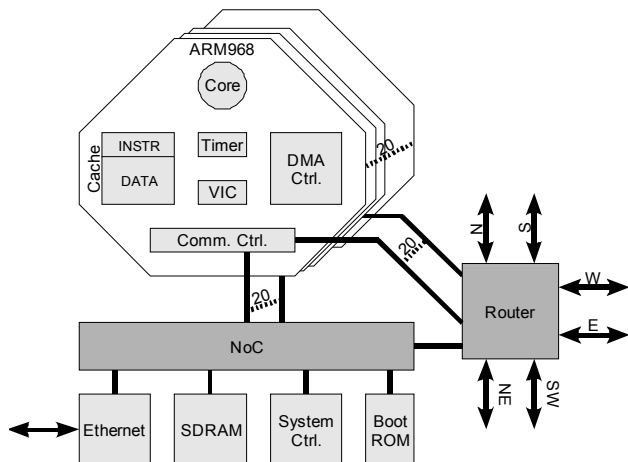 ARM968
Core
Cache
INSTR
DATA
Timer
VIC
DMA
Ctrl.
20
Comm. Ctrl.
20
20
N
S
W
E
NE
SW
Router
NoC
Ethernet
SDRAM
System
Ctrl.
Boot
ROM